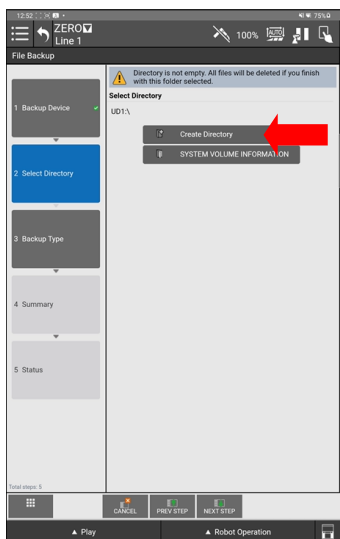 12:52
75%
ZERO
Line 1
100%
AUTO
File Backup
Directory is not empty. All files will be deleted if you finish
with this folder selected.
Select Directory
1 Backup Device
UD1:\
Create Directory
SYSTEM VOLUME INFORMATION
2 Select Directory
3 Backup Type
4 Summary
5 Status
Total steps: 5
CANCEL
PREV STEP
NEXT STEP
▲ Play
▲ Robot Operation